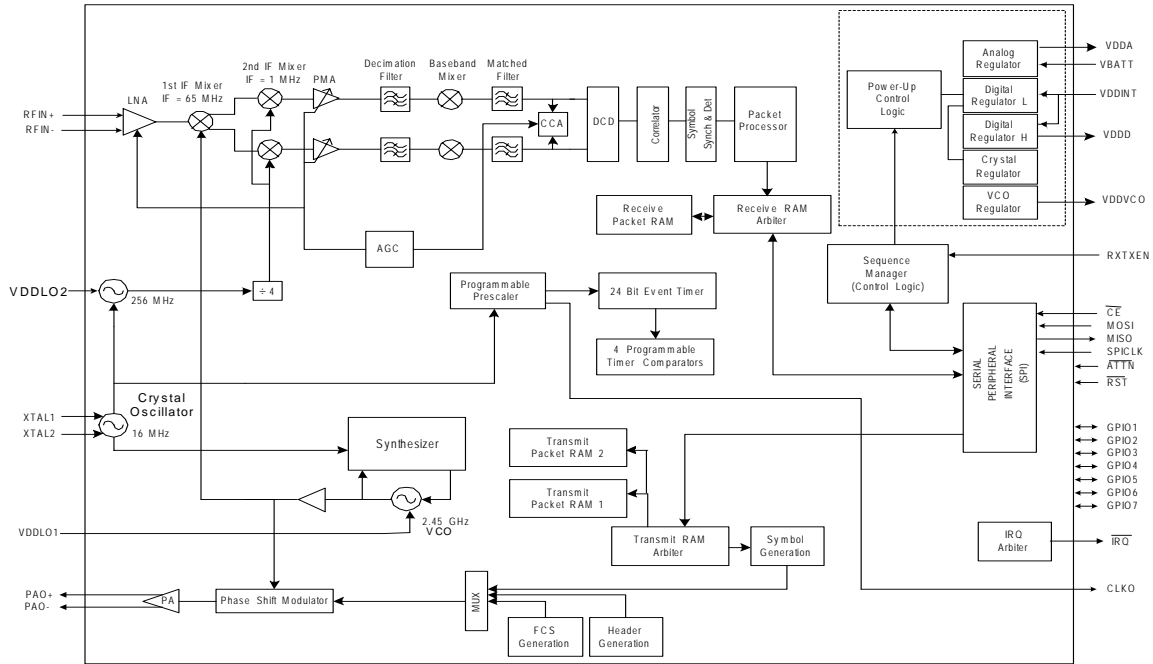 RFIN+
RFIN-
LNA
1st IF Mixer
IF = 65 MHz
2nd IF Mixer
IF = 1 MHz
PMA
Decimation
Filter
Baseband
Mixer
Matched
Filter
CCA
DCD
Correlator
Symbol
Synch & Det
Packet
Processor
Power-Up
Control
Logic
Analog
Regulator
Digital
Regulator L
Digital
Regulator H
Crystal
Regulator
VCO
Regulator
VDDA
VBATT
VDDINT
VDDD
VDDVCO
Receive
Packet RAM
Receive RAM
Arbiter
AGC
Sequence
Manager
(Control Logic)
RXTXEN
VDDLO2
256 MHz
÷ 4
Programmable
Prescaler
24 Bit Event Timer
4 Programmable
Timer Comparators
SERIAL
PERIPHERAL
INTERFACE
(SPI)
CE
MOSI
MISO
SPICLK
ATTN
RST
Crystal
Oscillator
XTAL1
XTAL2
16 MHz
Synthesizer
2.45 GHz
VCO
VDDLO1
Transmit
Packet RAM 2
Transmit
Packet RAM 1
Transmit RAM
Arbiter
Symbol
Generation
GPIO1
GPIO2
GPIO3
GPIO4
GPIO5
GPIO6
GPIO7
IRQ
Arbiter
IRQ
CLKO
PAO+
PAO-
PA
Phase Shift Modulator
MUX
FCS
Generation
Header
Generation